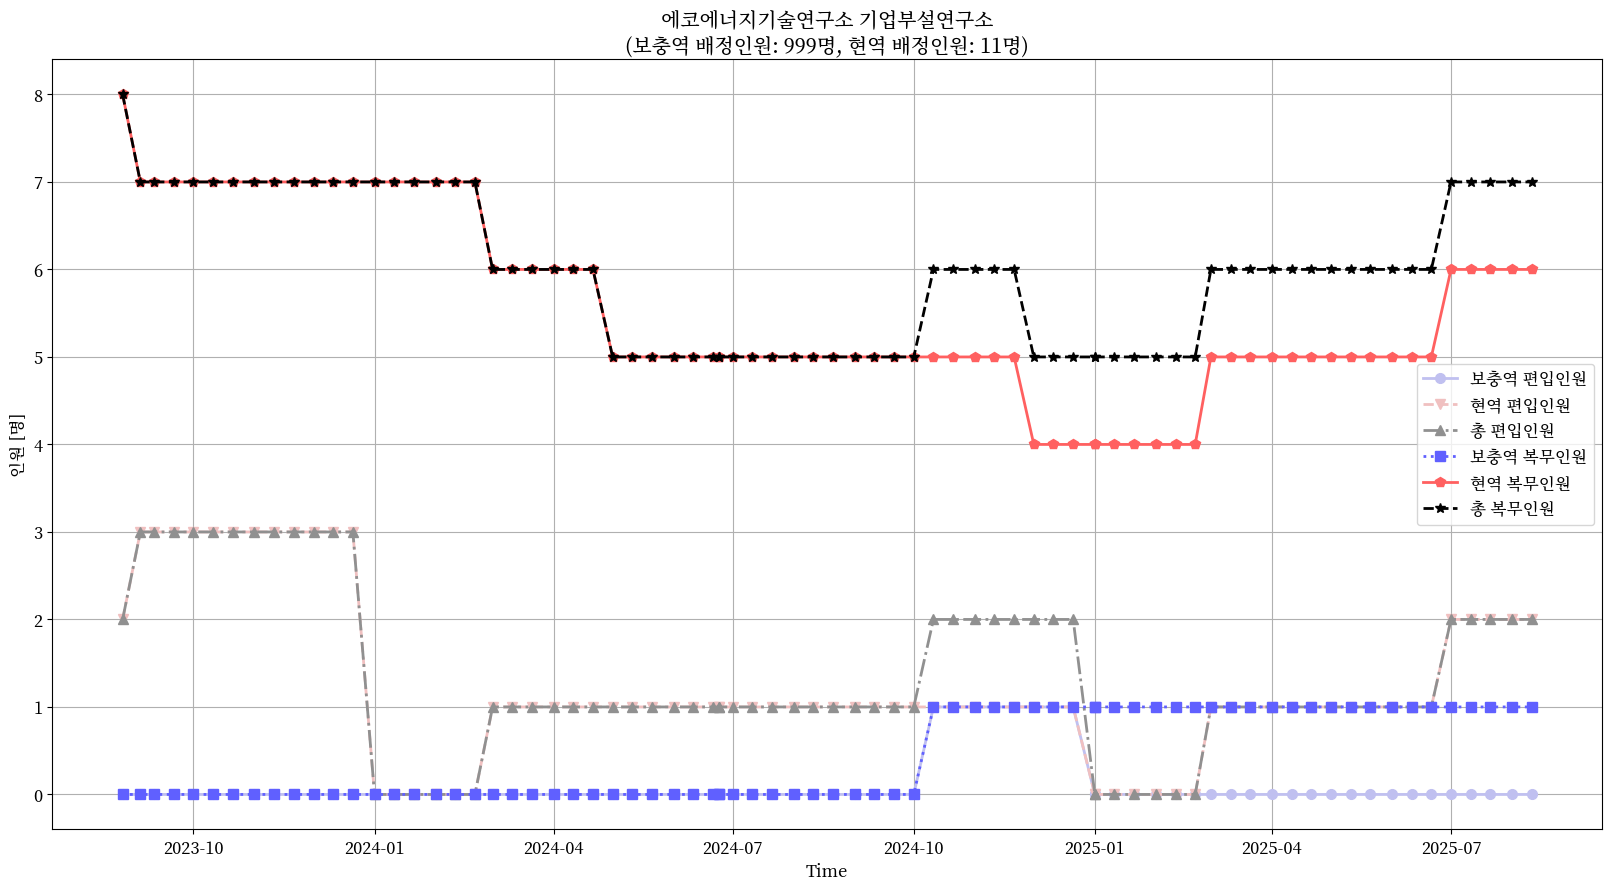 에코에너지기술연구소 기업부설연구소
(보충역 배정인원: 999명, 현역 배정인원: 11명)
8
7
6
5
4
3
2
1
0
인원 [명]
보충역 편입인원
현역 편입인원
총 편입인원
보충역 복무인원
현역 복무인원
총 복무인원
2023-10
2024-01
2024-04
2024-07
2024-10
2025-01
2025-04
2025-07
Time